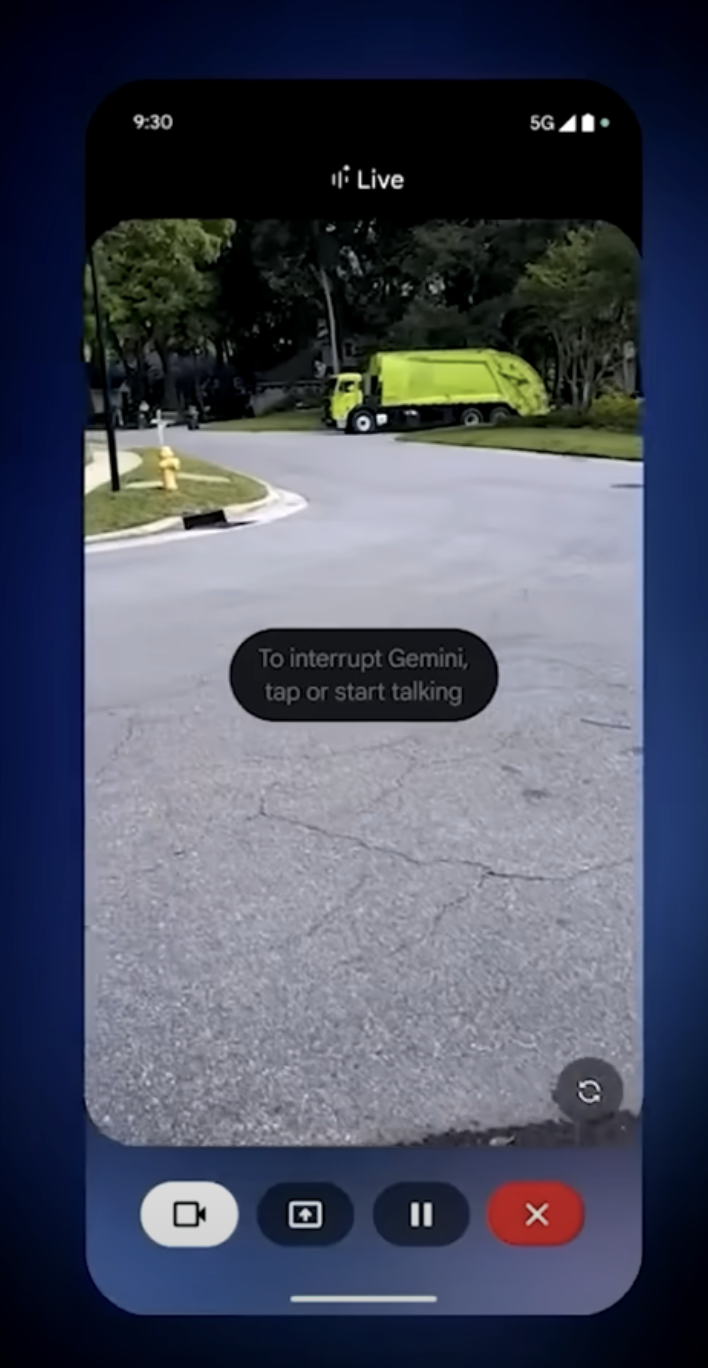 9:30
5G
Live
To interrupt Gemini,
tap or start talking